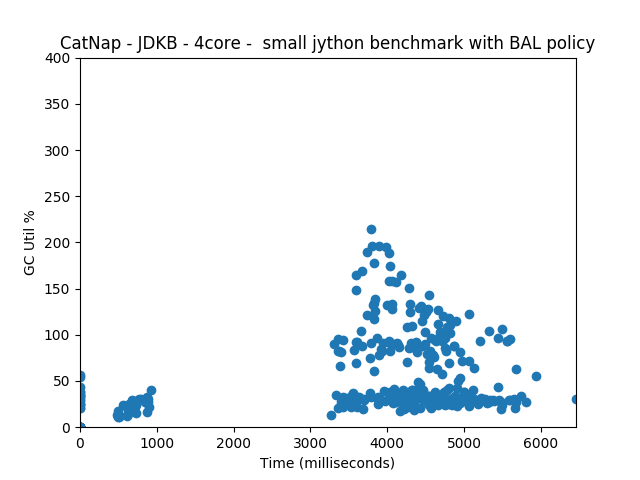 CatNap - JDKB - 4core -  small jython benchmark with BAL policy
400
350
300
250
200
150
100
50
0
GC Util %
0 1000 2000 3000 4000 5000 6000
Time (milliseconds)